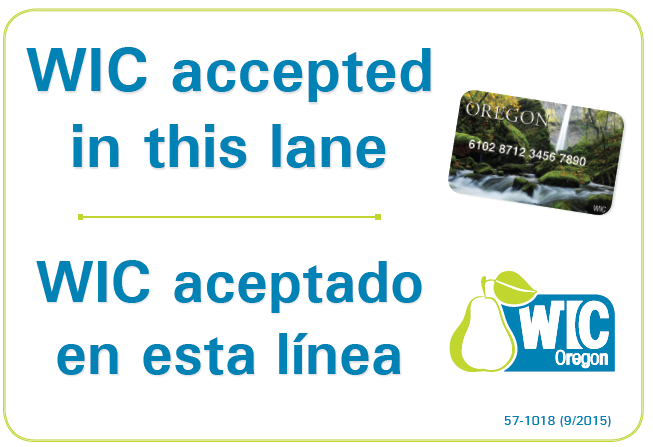 WIC accepted
in this lane
OREGON
6102 8712 3456 7890
WIC
WIC aceptado
en esta línea
WIC
Oregon
57-1018 (9/2015)